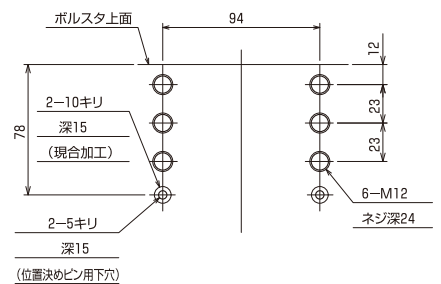 ボルスタ上面
94
12
2−10キリ
深15
(現合加工)
78
23
23
6−M12
ネジ深24
2−5キリ
深15
(位置決めピン用下穴)